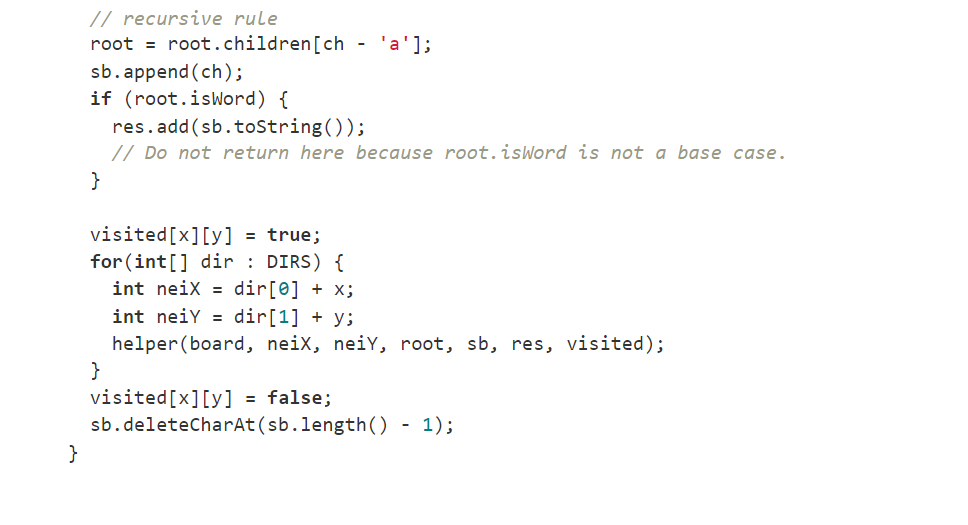 // recursive rule
root = root.children[ch - 'a'];
sb.append(ch);
if (root.isWord) {
res.add(sb.toString());
// Do not return here because root.isWord is not a base case.
}
visited[x][y] = true;
for(int[] dir : DIRS) {
int neiX = dir[0] + x;
int neiY = dir[1] + y;
helper(board, neiX, neiY, root, sb, res, visited);
}
visited[x][y] = false;
sb.deleteCharAt(sb.length() - 1);
}